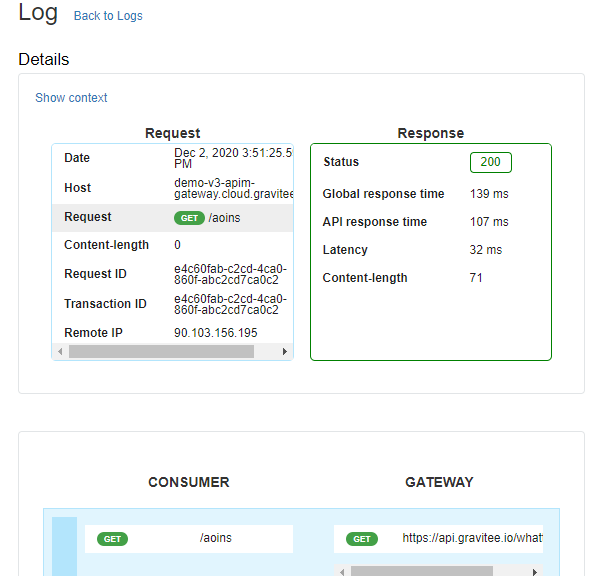 Log Back to Logs
Details
Show context
Request
Date Dec 2, 2020 3:51:25.5
PM
Host demo-v3-apim-
gateway.cloud.gravitee
Request GET /aoins
Content-length 0
Request ID e4c60fab-c2cd-4ca0-
860f-abc2cd7ca0c2
Transaction ID e4c60fab-c2cd-4ca0-
860f-abc2cd7ca0c2
Remote IP 90.103.156.195
Response
Status 200
Global response time 139 ms
API response time 107 ms
Latency 32 ms
Content-length 71
CONSUMER
GET /aoins
GATEWAY
GET https://api.gravitee.io/what